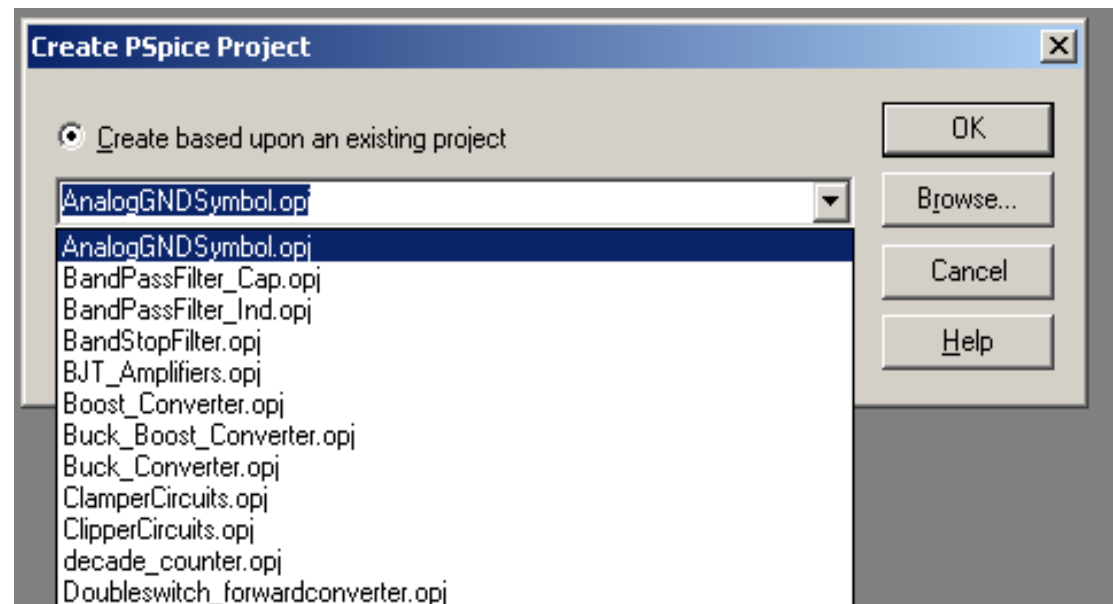 Create PSpice Project
Create based upon an existing project
OK
AnalogGNDSymbol.opj
Browse...
AnalogGNDSymbol.opj
BandPassFilter_Cap.opj
Cancel
BandPassFilter_Ind.opj
BandStopFilter.opj
Help
BJT_Amplifiers.opj
Boost_Converter.opj
Buck_Boost_Converter.opj
Buck_Converter.opj
ClamperCircuits.opj
ClipperCircuits.opj
decade_counter.opj
Doubleswitch_forwardconverter.opj